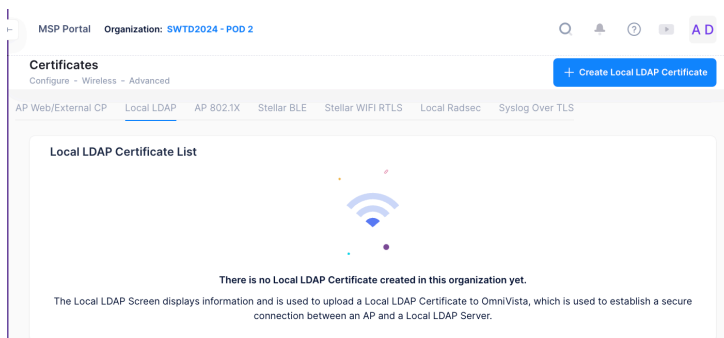 MSP Portal Organization: SWTD2024 - POD 2
A D
Certificates
Configure - Wireless - Advanced
+ Create Local LDAP Certificate
AP Web/External CP Local LDAP AP 802.1X Stellar BLE Stellar WIFI RTLS Local Radsec Syslog Over TLS
Local LDAP Certificate List
There is no Local LDAP Certificate created in this organization yet.
The Local LDAP Screen displays information and is used to upload a Local LDAP Certificate to OmniVista, which is used to establish a secure
connection between an AP and a Local LDAP Server.